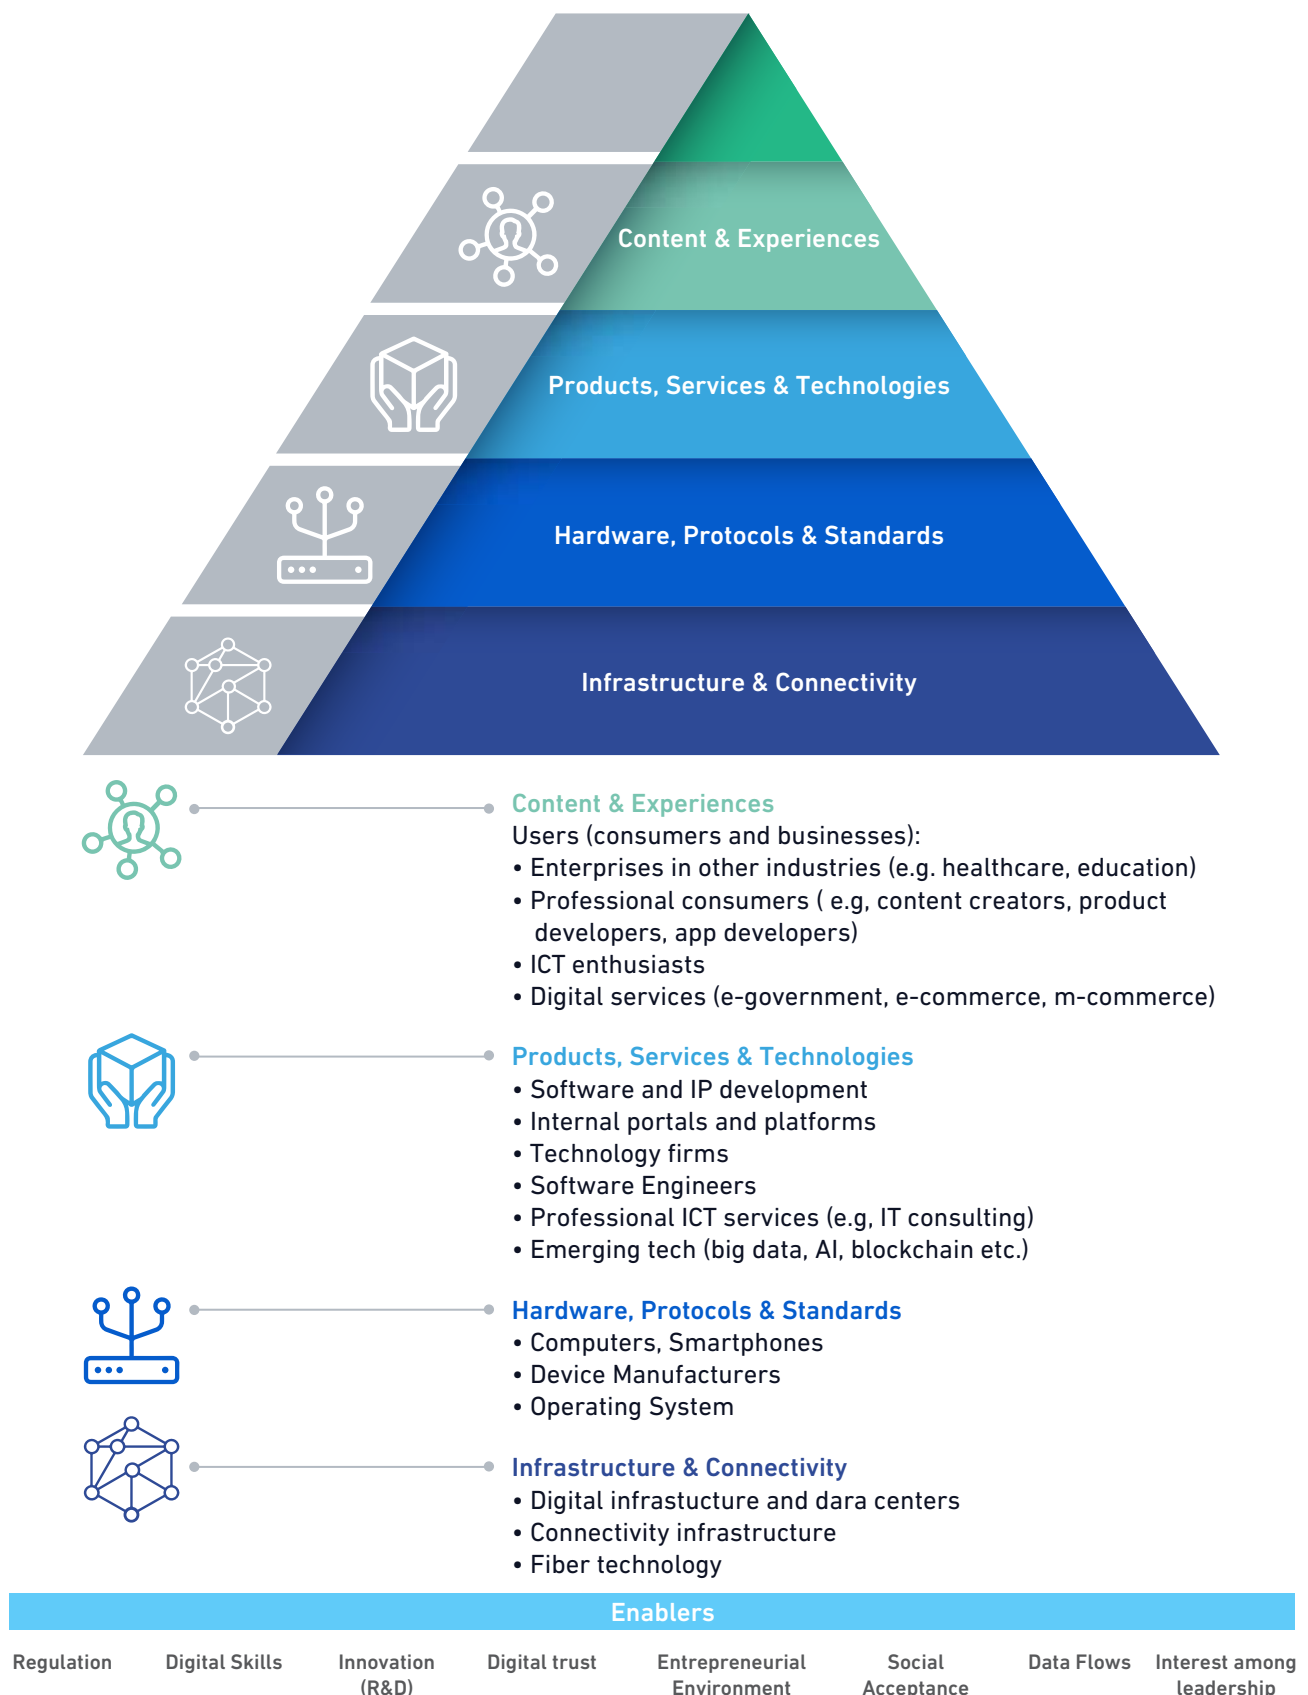 Content & Experiences
Products, Services & Technologies
Hardware, Protocols & Standards
Infrastructure & Connectivity
Content & Experiences
Users (consumers and businesses):
• Enterprises in other industries (e.g. healthcare, education)
• Professional consumers ( e.g, content creators, product
developers, app developers)
• ICT enthusiasts
• Digital services (e-government, e-commerce, m-commerce)
Products, Services & Technologies
• Software and IP development
• Internal portals and platforms
• Technology firms
• Software Engineers
• Professional ICT services (e.g, IT consulting)
• Emerging tech (big data, AI, blockchain etc.)
Hardware, Protocols & Standards
• Computers, Smartphones
• Device Manufacturers
• Operating System
Infrastructure & Connectivity
• Digital infrastucture and dara centers
• Connectivity infrastructure
• Fiber technology
Enablers
Regulation
Digital Skills
Innovation
(R&D)
Digital trust
Entrepreneurial
Environment
Social
Acceptance
Data Flows
Interest among
leadership